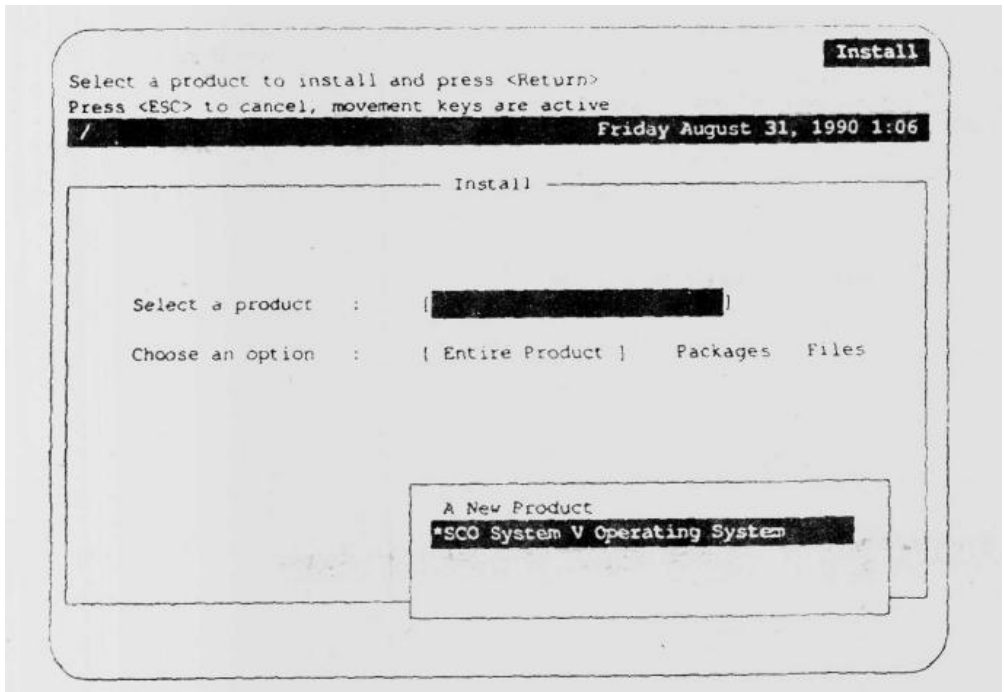 Install
Select a product to install and press <Return>
Press <ESC> to cancel, movement keys are active
/ Friday August 31, 1990 1:06
Install
Select a product : [ ]
Choose an option : [ Entire Product ] Packages Files
A New Product
*SCO System V Operating System